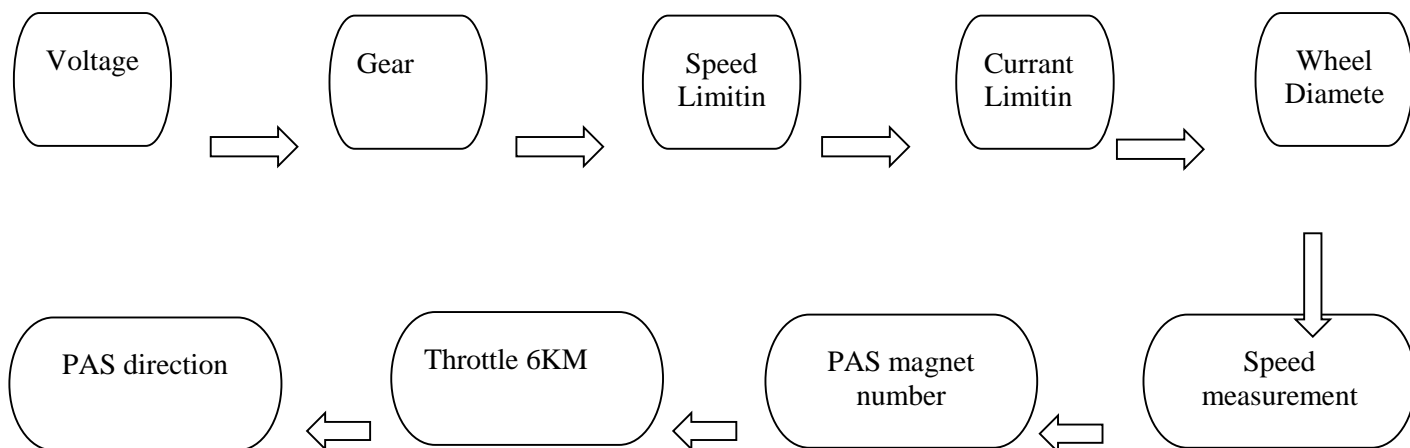 Voltage
Gear
Speed
Limitin
Currant
Limitin
Wheel
Diamete
Speed
measurement
PAS magnet
number
Throttle 6KM
PAS direction